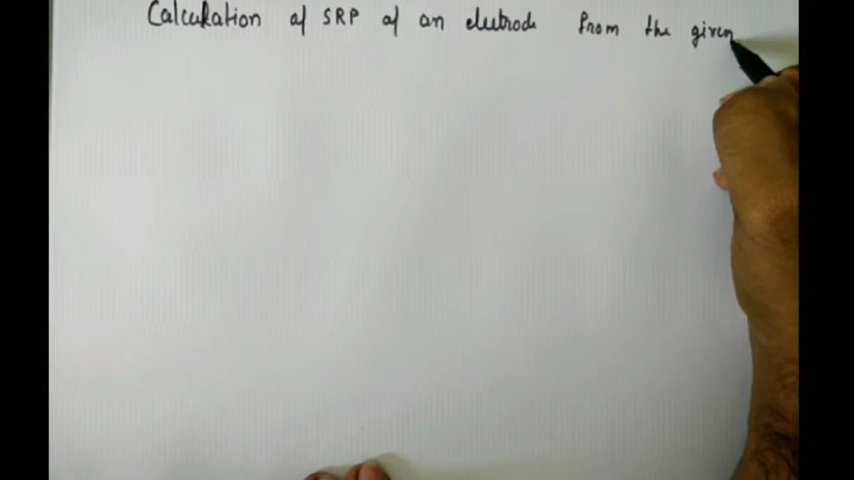 Calculation of SRP of an electrode from the given